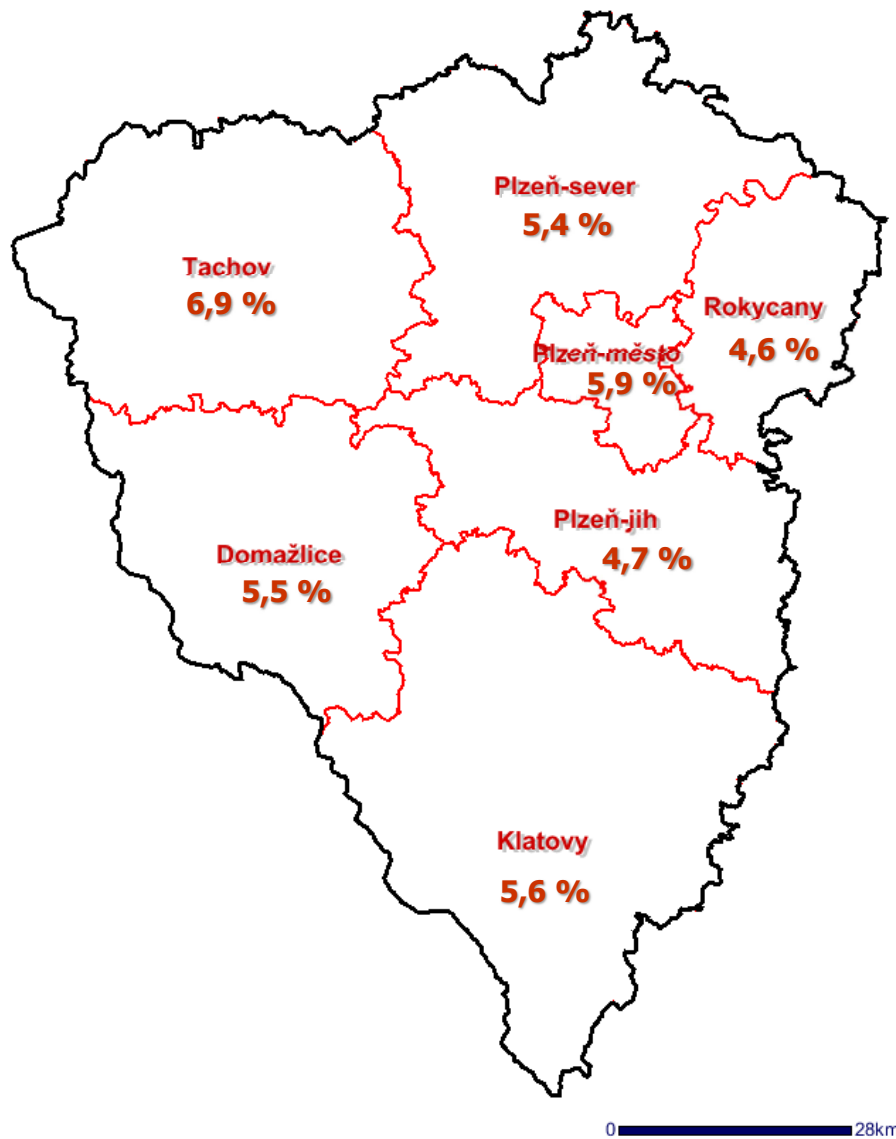 Plzeň-sever
5,4 %
Tachov
6,9 %
Rokycany
4,6 %
Plzeň-město
5,9 %
Plzeň-jih
4,7 %
Domažlice
5,5 %
Klatovy
5,6 %
0 28km